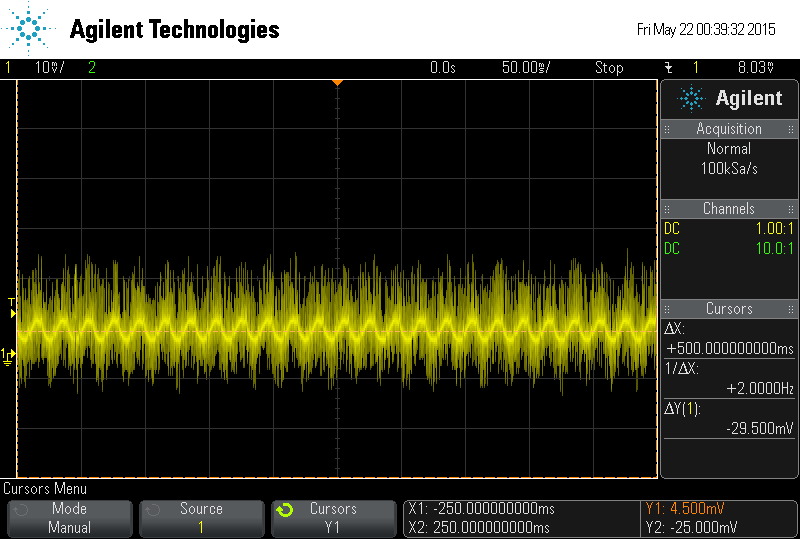 Agilent Technologies
Fri May 22 00:39:32 2015
1 10mV/ 2 0.0s 50.00ms/ Stop 1 8.03mV
Agilent
Acquisition
Normal
100kSa/s
Channels
DC 1.00:1
DC 10.0:1
T
1
Cursors
ΔX:
+500.000000000ms
1/ΔX:
+2.0000Hz
ΔY(1):
-29.500mV
Cursors Menu
Mode
Manual
Source
1
Cursors
Y1
X1: -250.000000000ms
X2: 250.000000000ms
Y1: 4.500mV
Y2: -25.000mV